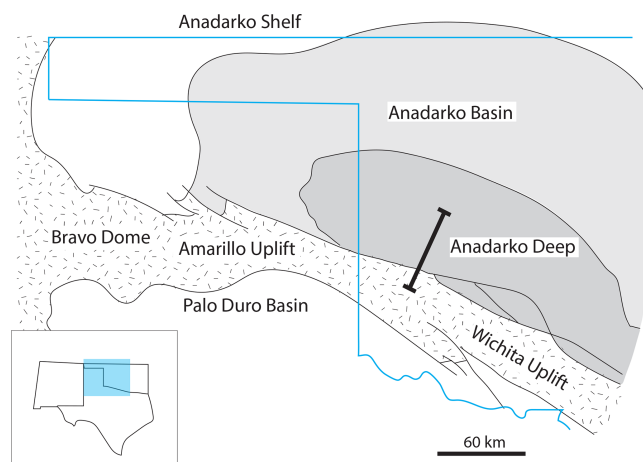 Anadarko Shelf
Anadarko Basin
Bravo Dome
Amarillo Uplift
Anadarko Deep
Palo Duro Basin
Wichita Uplift
60 km